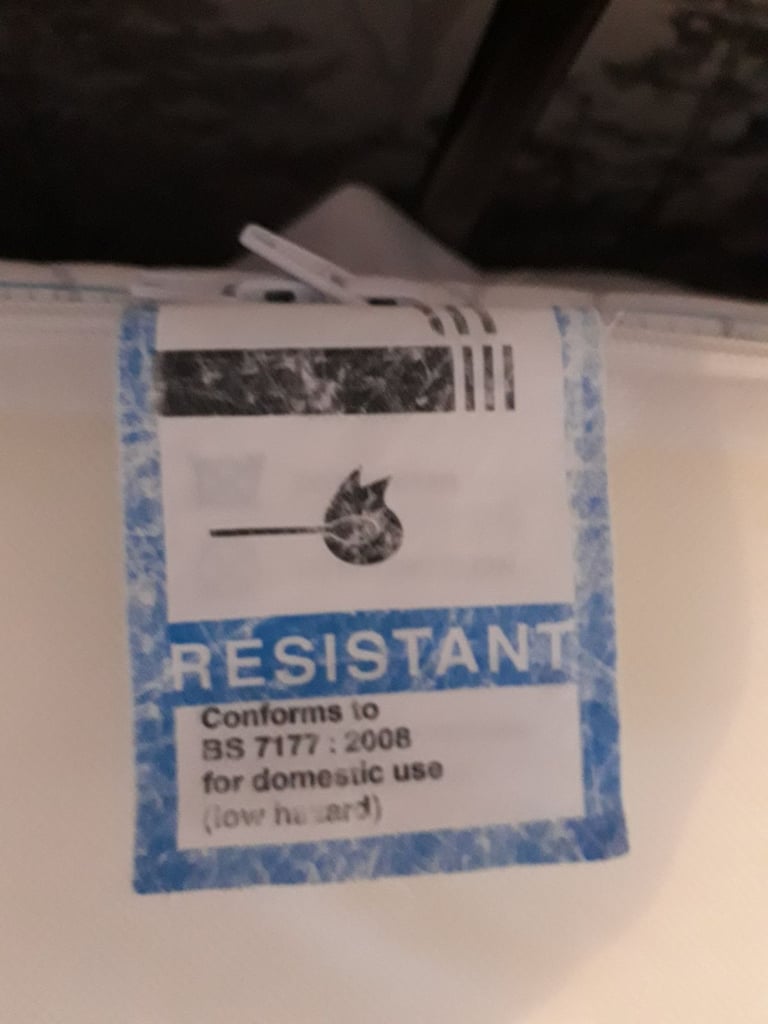 RESISTANT
Conforms to
BS 7177 : 2008
for domestic use
(low hazard)